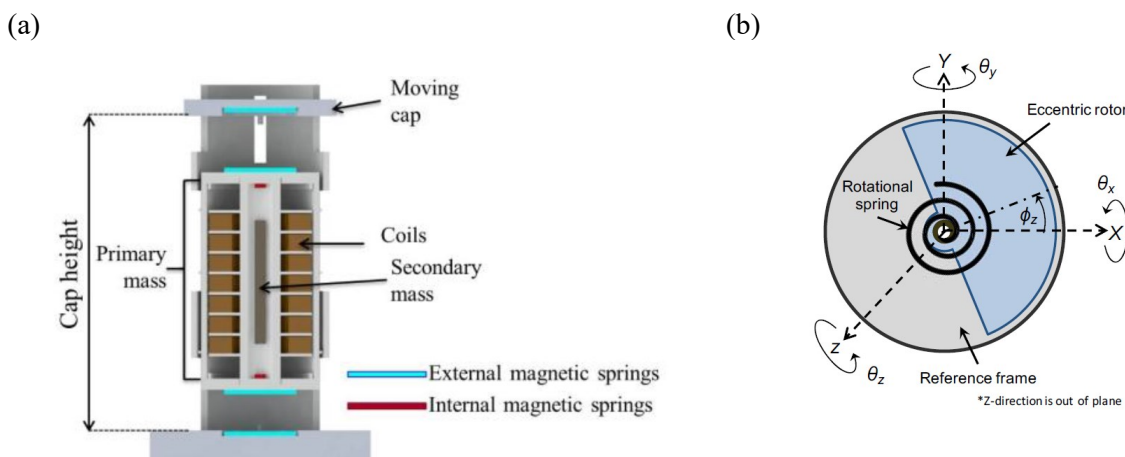 (a)
(b)
Moving
cap
Cap height
Primary
mass
Coils
Secondary
mass
External magnetic springs
Internal magnetic springs
Y
θy
Eccentric rotor
Rotational
spring
ϕz
θx
X
Z
θz
Reference frame
*Z-direction is out of plane